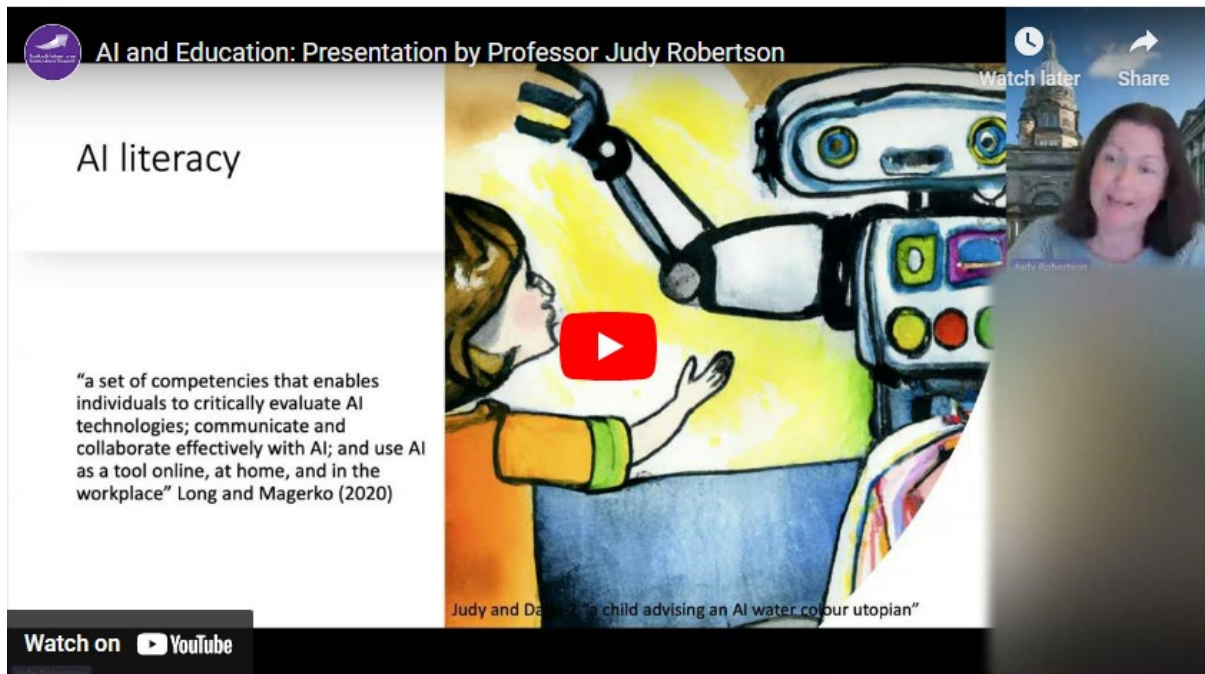 AI and Education: Presentation by Professor Judy Robertson
Watch later
Share
AI literacy
Judy Robertson
“a set of competencies that enables
individuals to critically evaluate AI
technologies; communicate and
collaborate effectively with AI; and use AI
as a tool online, at home, and in the
workplace” Long and Magerko (2020)
Judy and Dalle-2 “a child advising an AI water colour utopian”
Watch on YouTube